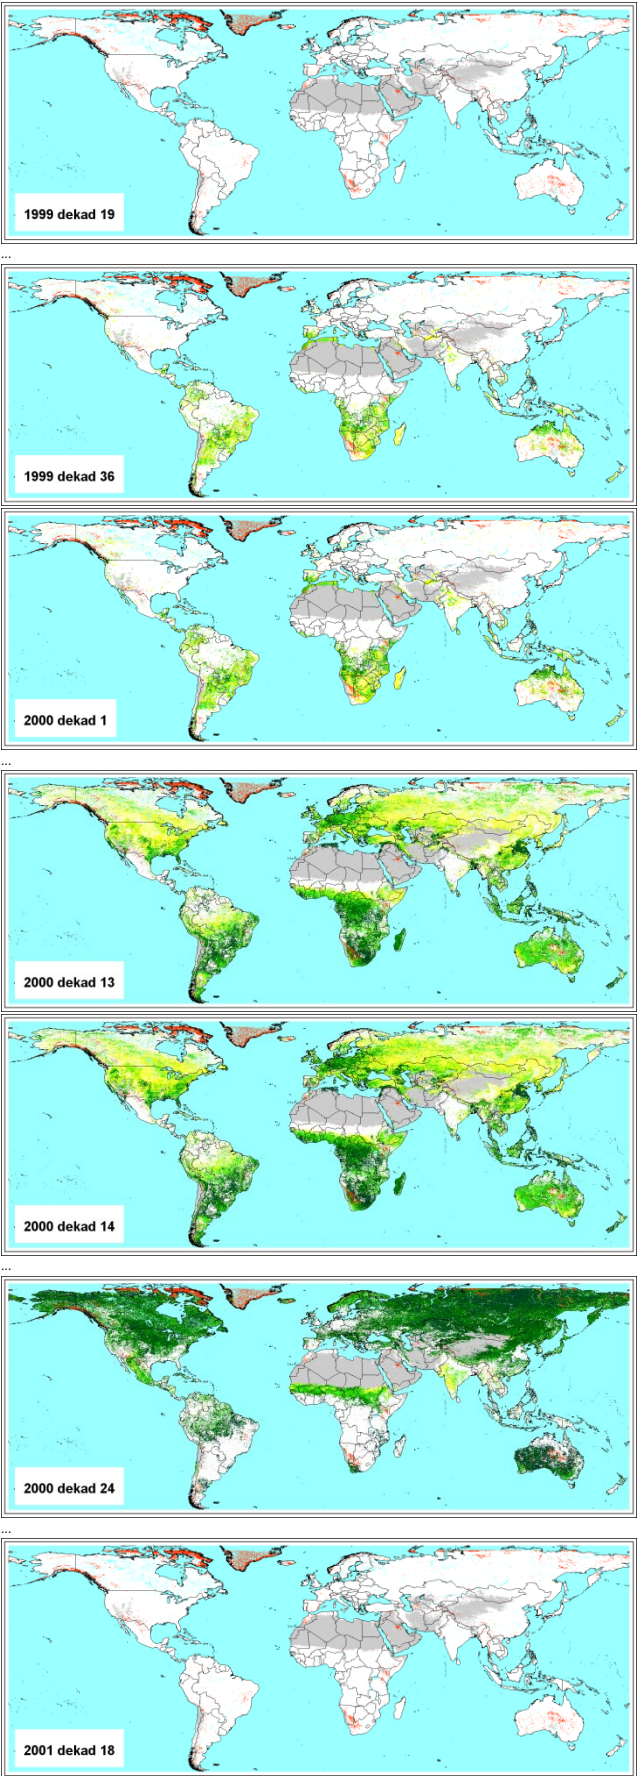 1999 dekad 19
...
1999 dekad 36
2000 dekad 1
...
2000 dekad 13
2000 dekad 14
...
2000 dekad 24
...
2001 dekad 18